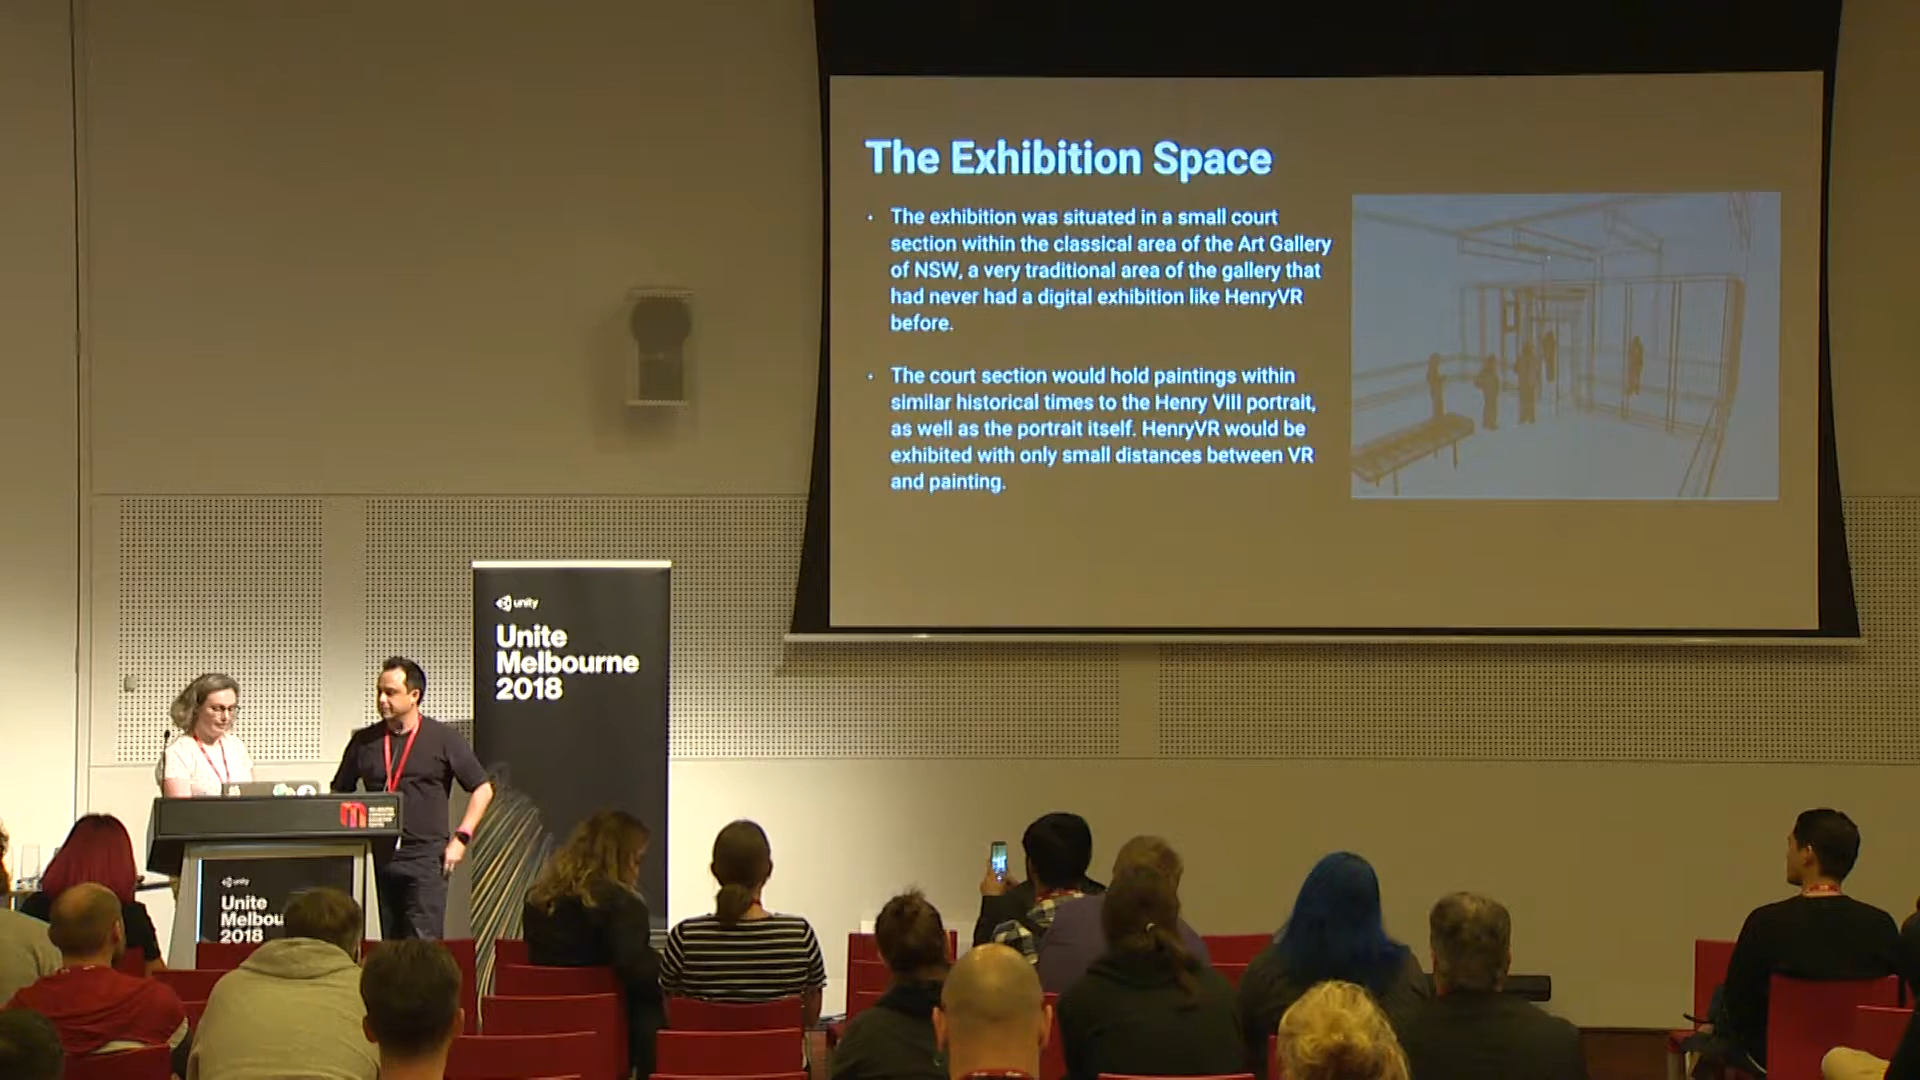 The Exhibition Space
• The exhibition was situated in a small court
section within the classical area of the Art Gallery
of NSW, a very traditional area of the gallery that
had never had a digital exhibition like HenryVR
before.
• The court section would hold paintings within
similar historical times to the Henry VIII portrait,
as well as the portrait itself. HenryVR would be
exhibited with only small distances between VR
and painting.
unity
Unite
Melbourne
2018
unity
Unite
Melbou
2018